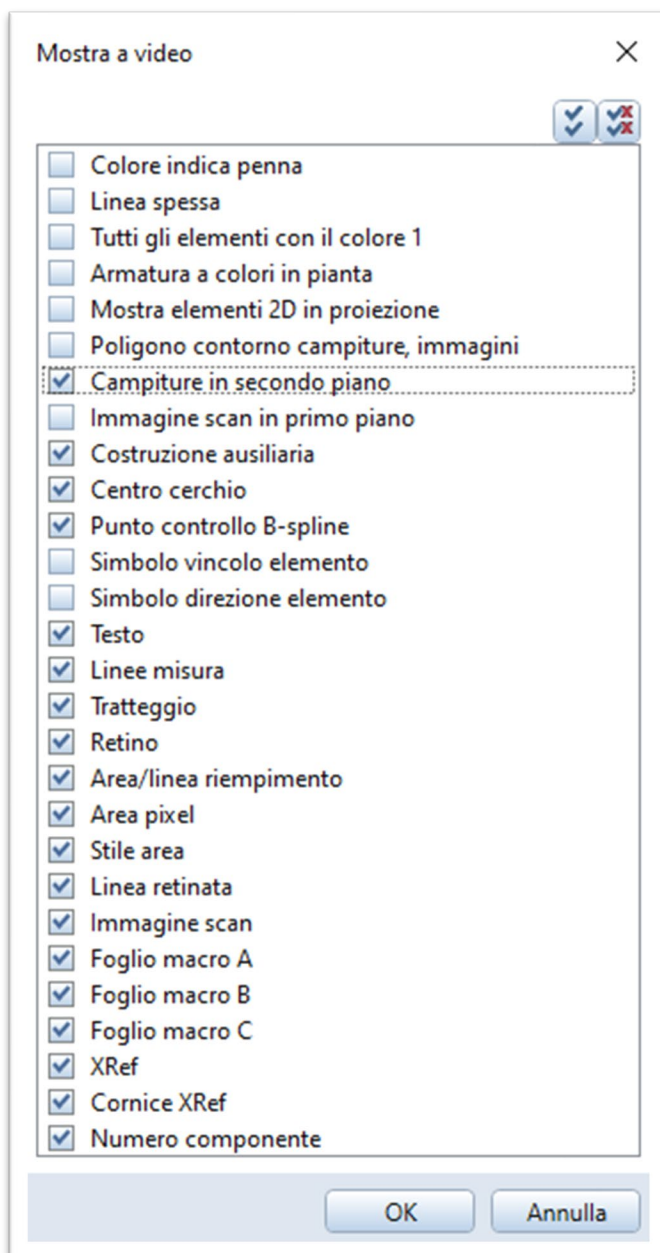 Mostra a video
Colore indica penna
Linea spessa
Tutti gli elementi con il colore 1
Armatura a colori in pianta
Mostra elementi 2D in proiezione
Poligono contorno campiture, immagini
Campiture in secondo piano
Immagine scan in primo piano
Costruzione ausiliaria
Centro cerchio
Punto controllo B-spline
Simbolo vincolo elemento
Simbolo direzione elemento
Testo
Linee misura
Tratteggio
Retino
Area/linea riempimento
Area pixel
Stile area
Linea retinata
Immagine scan
Foglio macro A
Foglio macro B
Foglio macro C
XRef
Cornice XRef
Numero componente
OK Annulla